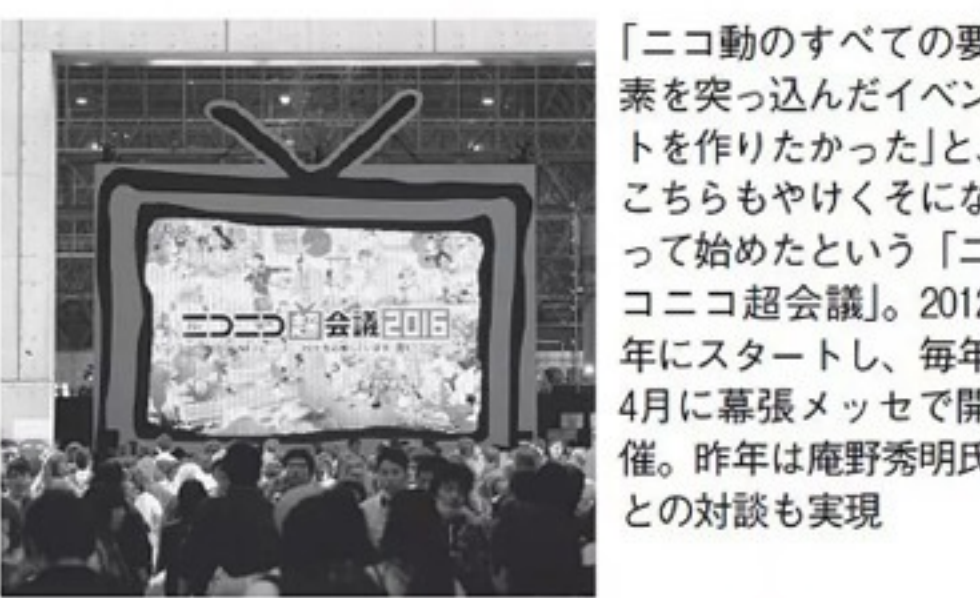 ニコニコ超会議2016
「ニコ動のすべての要
素を突っ込んだイベン
トを作りたかった」と、
こちらもやけくそにな
って始めたという「ニ
コニコ超会議」。2012
年にスタートし、毎年
4月に幕張メッセで開
催。昨年は庵野秀明氏
との対談も実現